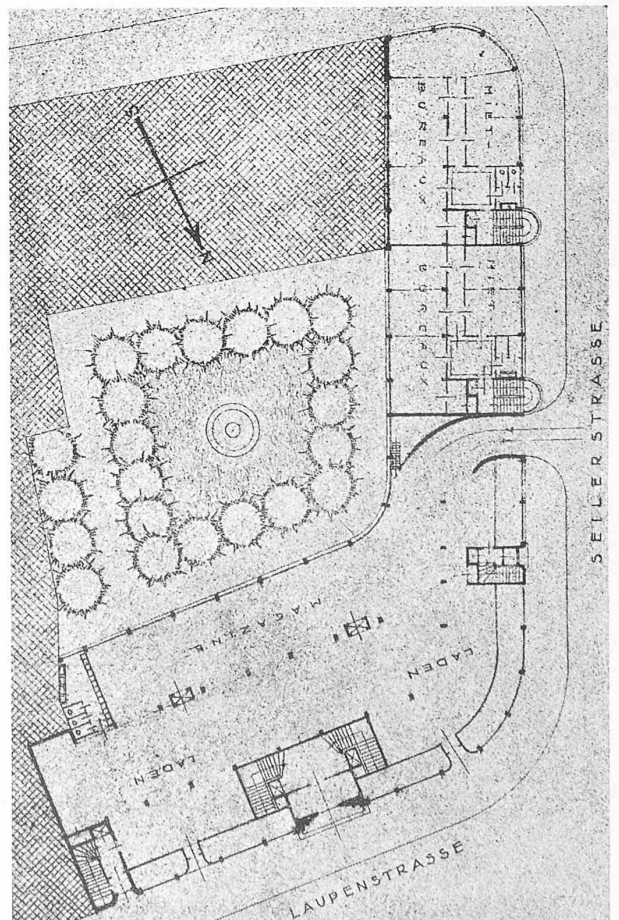 MIET-
BUREAUX
MIET-
BUREAUX
S
N
SEILERSTRASSE
MAGAZINE
LADEN
LADEN
LAUPENSTRASSE